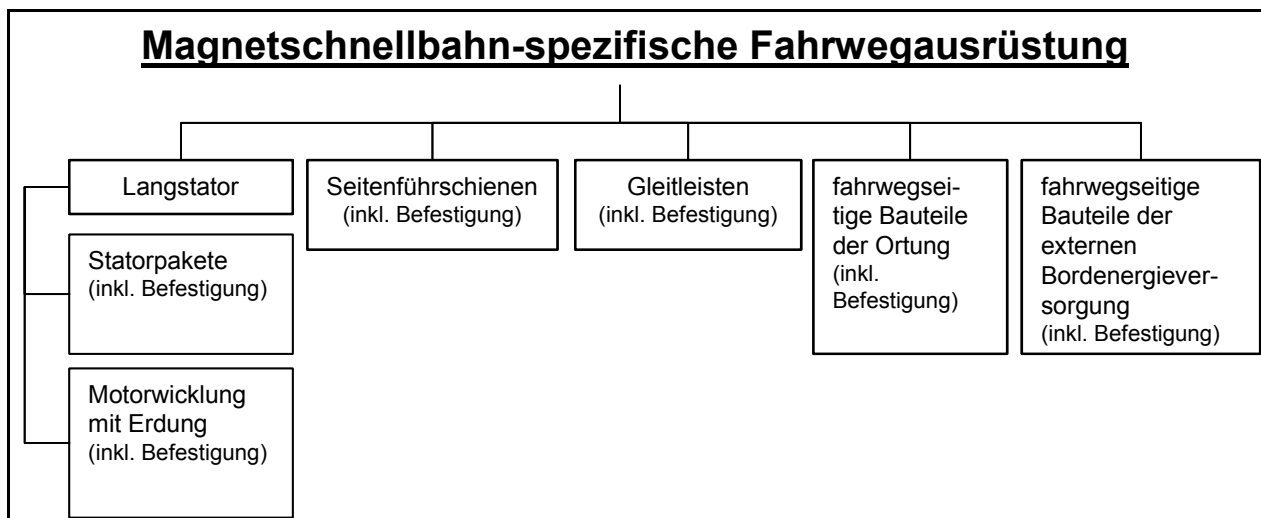 Magnetschnellbahn-spezifische Fahrwegausrüstung
Langstator
Statorpakete
(inkl. Befestigung)
Motorwicklung
mit Erdung
(inkl. Befestigung)
Seitenführschienen
(inkl. Befestigung)
Gleitleisten
(inkl. Befestigung)
fahrwegsei-
tige Bauteile
der Ortung
(inkl.
Befestigung)
fahrwegseitige
Bauteile der
externen
Bordenergiever-
sorgung
(inkl. Befestigung)